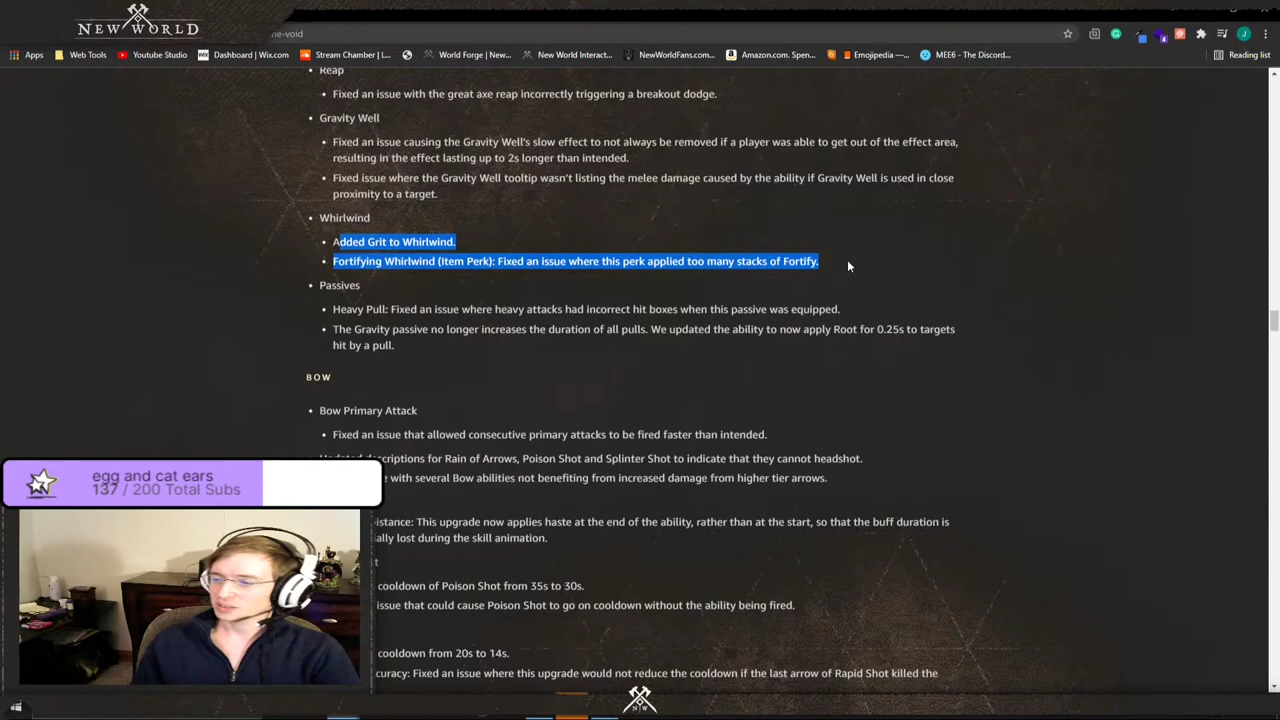 NEW WORLD
ne-void
Apps
Web Tools
Youtube Studio
Dashboard | Wix.com
Stream Chamber | I...
World Forge | New...
New World Interact...
NewWorldFans.com...
Amazon.com. Spen...
Emojipedia —...
MEE6 - The Discord...
Reading list
Reap
• Fixed an issue with the great axe reap incorrectly triggering a breakout dodge.
• Gravity Well
• Fixed an issue causing the Gravity Well's slow effect to not always be removed if a player was able to get out of the effect area,
resulting in the effect lasting up to 2s longer than intended.
• Fixed issue where the Gravity Well tooltip wasn't listing the melee damage caused by the ability if Gravity Well is used in close
proximity to a target.
• Whirlwind
• Added Grit to Whirlwind.
• Fortifying Whirlwind (Item Perk): Fixed an issue where this perk applied too many stacks of Fortify.
• Passives
• Heavy Pull: Fixed an issue where heavy attacks had incorrect hit boxes when this passive was equipped.
• The Gravity passive no longer increases the duration of all pulls. We updated the ability to now apply Root for 0.25s to targets
hit by a pull.
BOW
• Bow Primary Attack
• Fixed an issue that allowed consecutive primary attacks to be fired faster than intended.
Updated descriptions for Rain of Arrows, Poison Shot and Splinter Shot to indicate that they cannot headshot.
e with several Bow abilities not benefiting from increased damage from higher tier arrows.
istance: This upgrade now applies haste at the end of the ability, rather than at the start, so that the buff duration is
ally lost during the skill animation.
t
cooldown of Poison Shot from 35s to 30s.
issue that could cause Poison Shot to go on cooldown without the ability being fired.
cooldown from 20s to 14s.
curacy: Fixed an issue where this upgrade would not reduce the cooldown if the last arrow of Rapid Shot killed the
egg and cat ears
137 / 200 Total Subs
N W